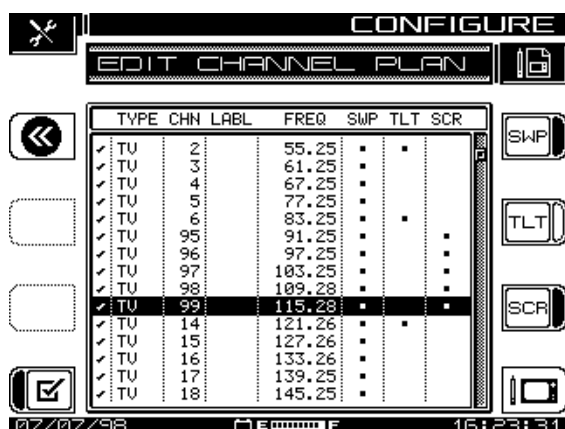 CONFIGURE
EDIT CHANNEL PLAN
TYPE CHN LABL FREQ SWP TLT SCR
TV 2 55.25
TV 3 61.25
TV 4 67.25
TV 5 77.25
TV 6 83.25
TV 95 91.25
TV 96 97.25
TV 97 103.25
TV 98 109.28
TV 99 115.28
TV 14 121.26
TV 15 127.26
TV 16 133.26
TV 17 139.25
TV 18 145.25
SWP
TLT
SCR
07/07/98 E F 16:23:31